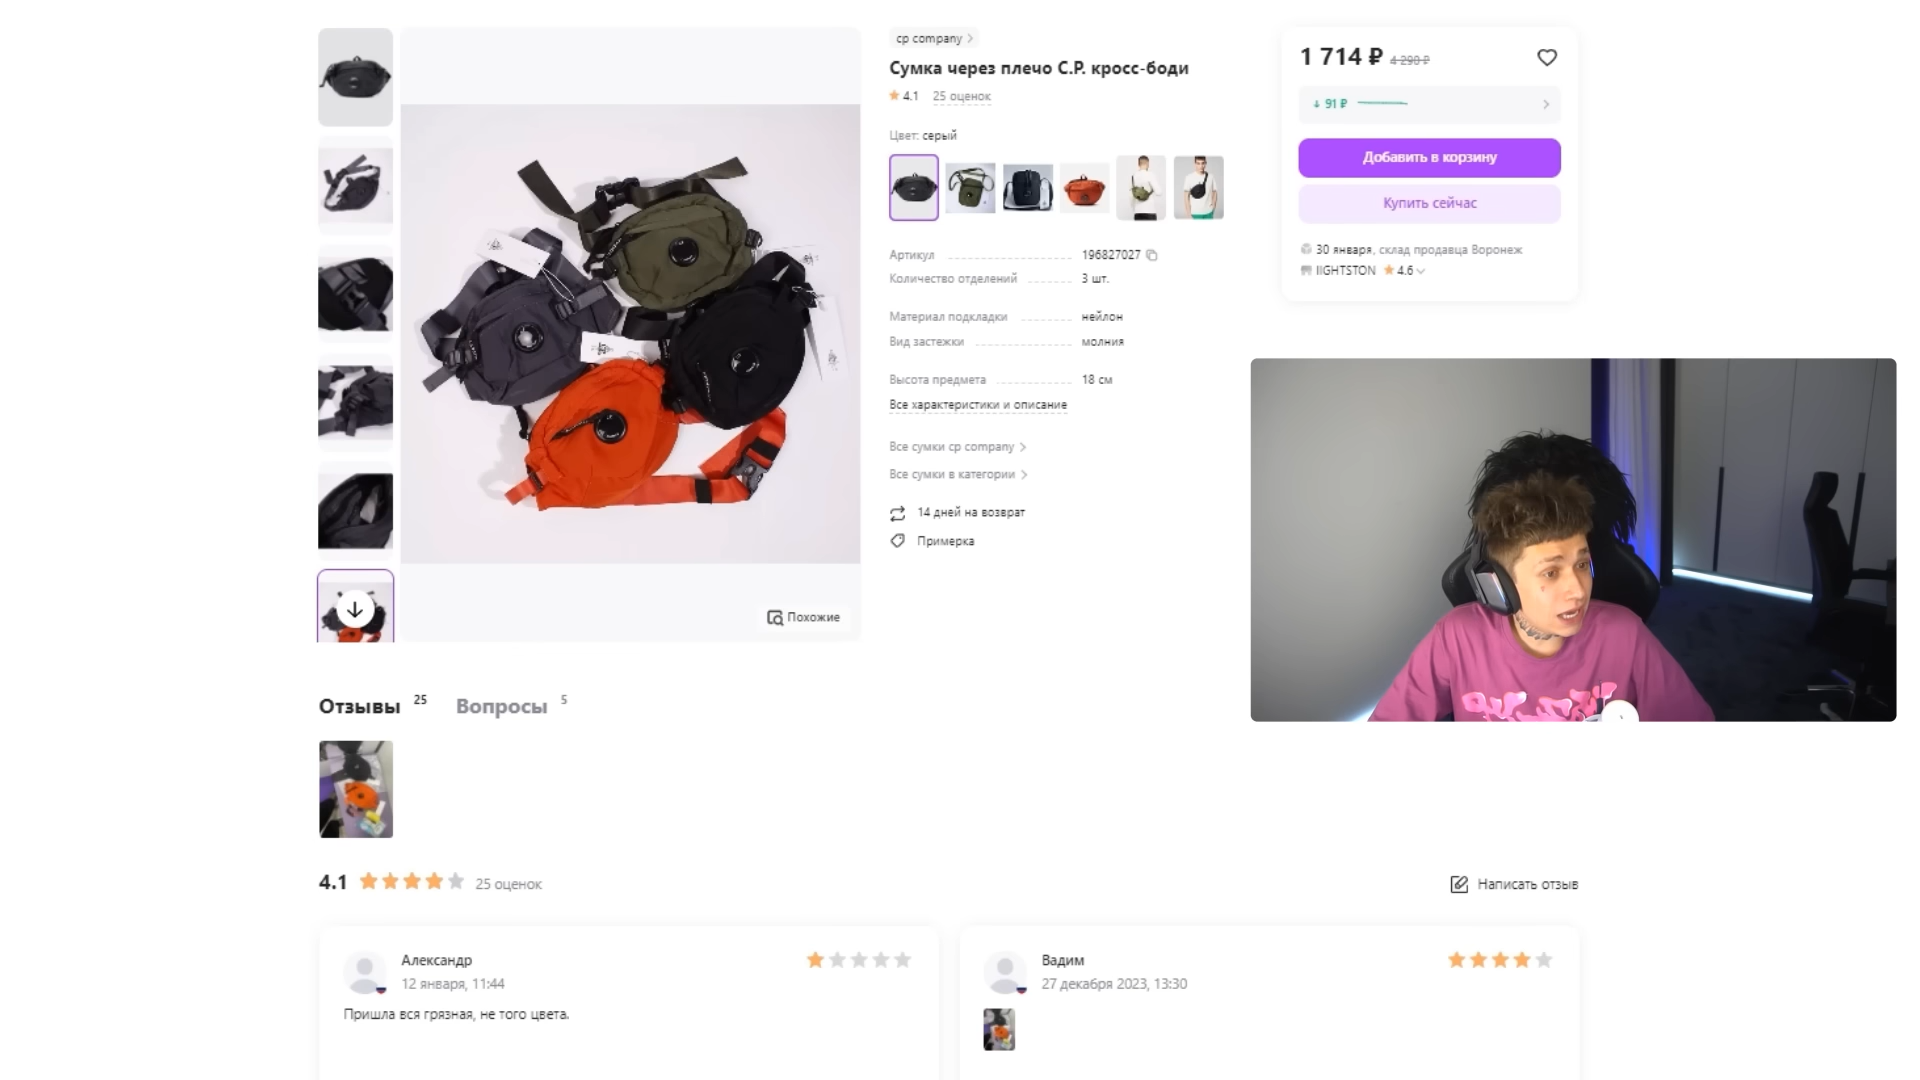 cp company
Сумка через плечо C.P. кросс-боди
4.1 25 оценок
Цвет: серый
Артикул 196827027
Количество отделений 3 шт.
Материал подкладки нейлон
Вид застежки молния
Высота предмета 18 см
Все характеристики и описание
Все сумки cp company
Все сумки в категории
14 дней на возврат
Примерка
Похожие
1 714 ₽ 4 290 ₽
91 ₽
Добавить в корзину
Купить сейчас
30 января, склад продавца Воронеж
IIGHTSTON 4.6
Отзывы 25 Вопросы 5
4.1 25 оценок
Написать отзыв
Александр
12 января, 11:44
Пришла вся грязная, не того цвета.
Вадим
27 декабря 2023, 13:30